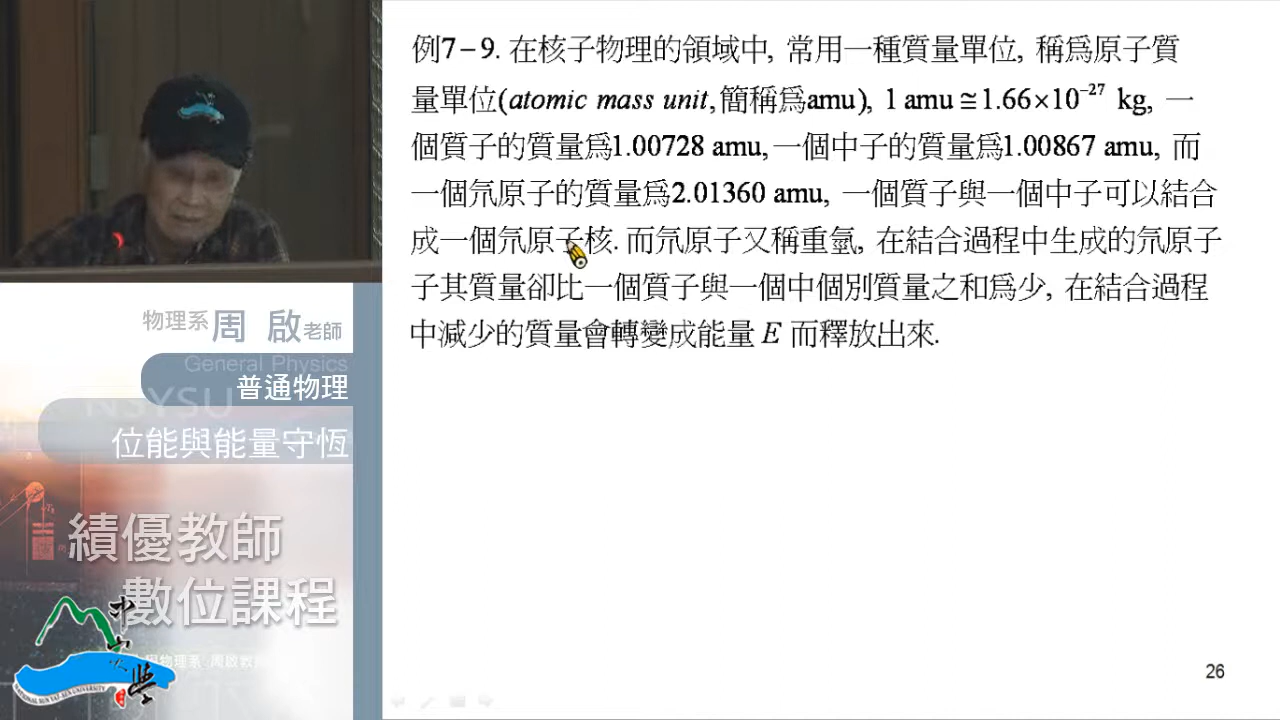 例7－9. 在核子物理的領域中, 常用一種質量單位, 稱爲原子質
量單位(atomic mass unit,簡稱爲amu), 1 amu ≅ 1.66×10⁻²⁷ kg, 一
個質子的質量爲1.00728 amu,一個中子的質量爲1.00867 amu, 而
一個氘原子的質量爲2.01360 amu, 一個質子與一個中子可以結合
成一個氘原子核. 而氘原子又稱重氫, 在結合過程中生成的氘原子
子其質量卻比一個質子與一個中個別質量之和爲少, 在結合過程
中減少的質量會轉變成能量 E 而釋放出來.
物理系周 啟老師
General Physics
普通物理
NSYSU
位能與能量守恆
績優教師
數位課程
NATIONAL SUN YAT-SEN UNIVERSITY
26